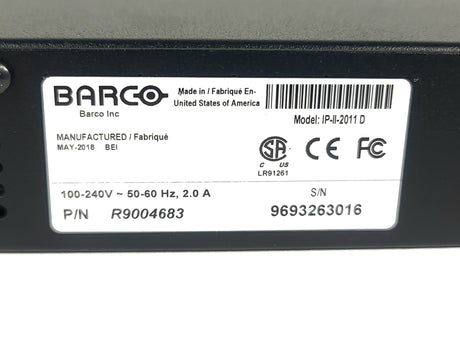 BARCO
Barco Inc
Made in / Fabriqué En-
United States of America
Model: IP-II-2011 D
MANUFACTURED / Fabriqué
MAY-2018 BEI
SA
C US
LR91261
CE FC
100-240V ~ 50-60 Hz, 2.0 A
P/N R9004683
S/N
9693263016